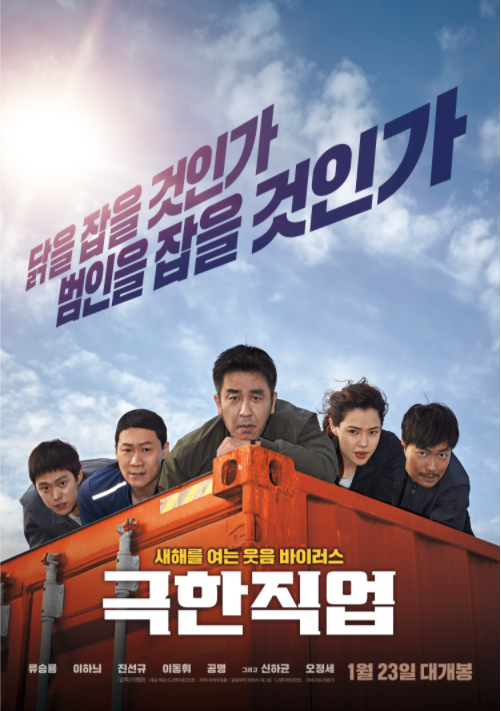 닭을 잡을 것인가
범인을 잡을 것인가
새해를 여는 웃음 바이러스
극한직업
류승룡 이하늬 진선규 이동휘 공명 그리고 신하균 오정세
1월 23일 대개봉